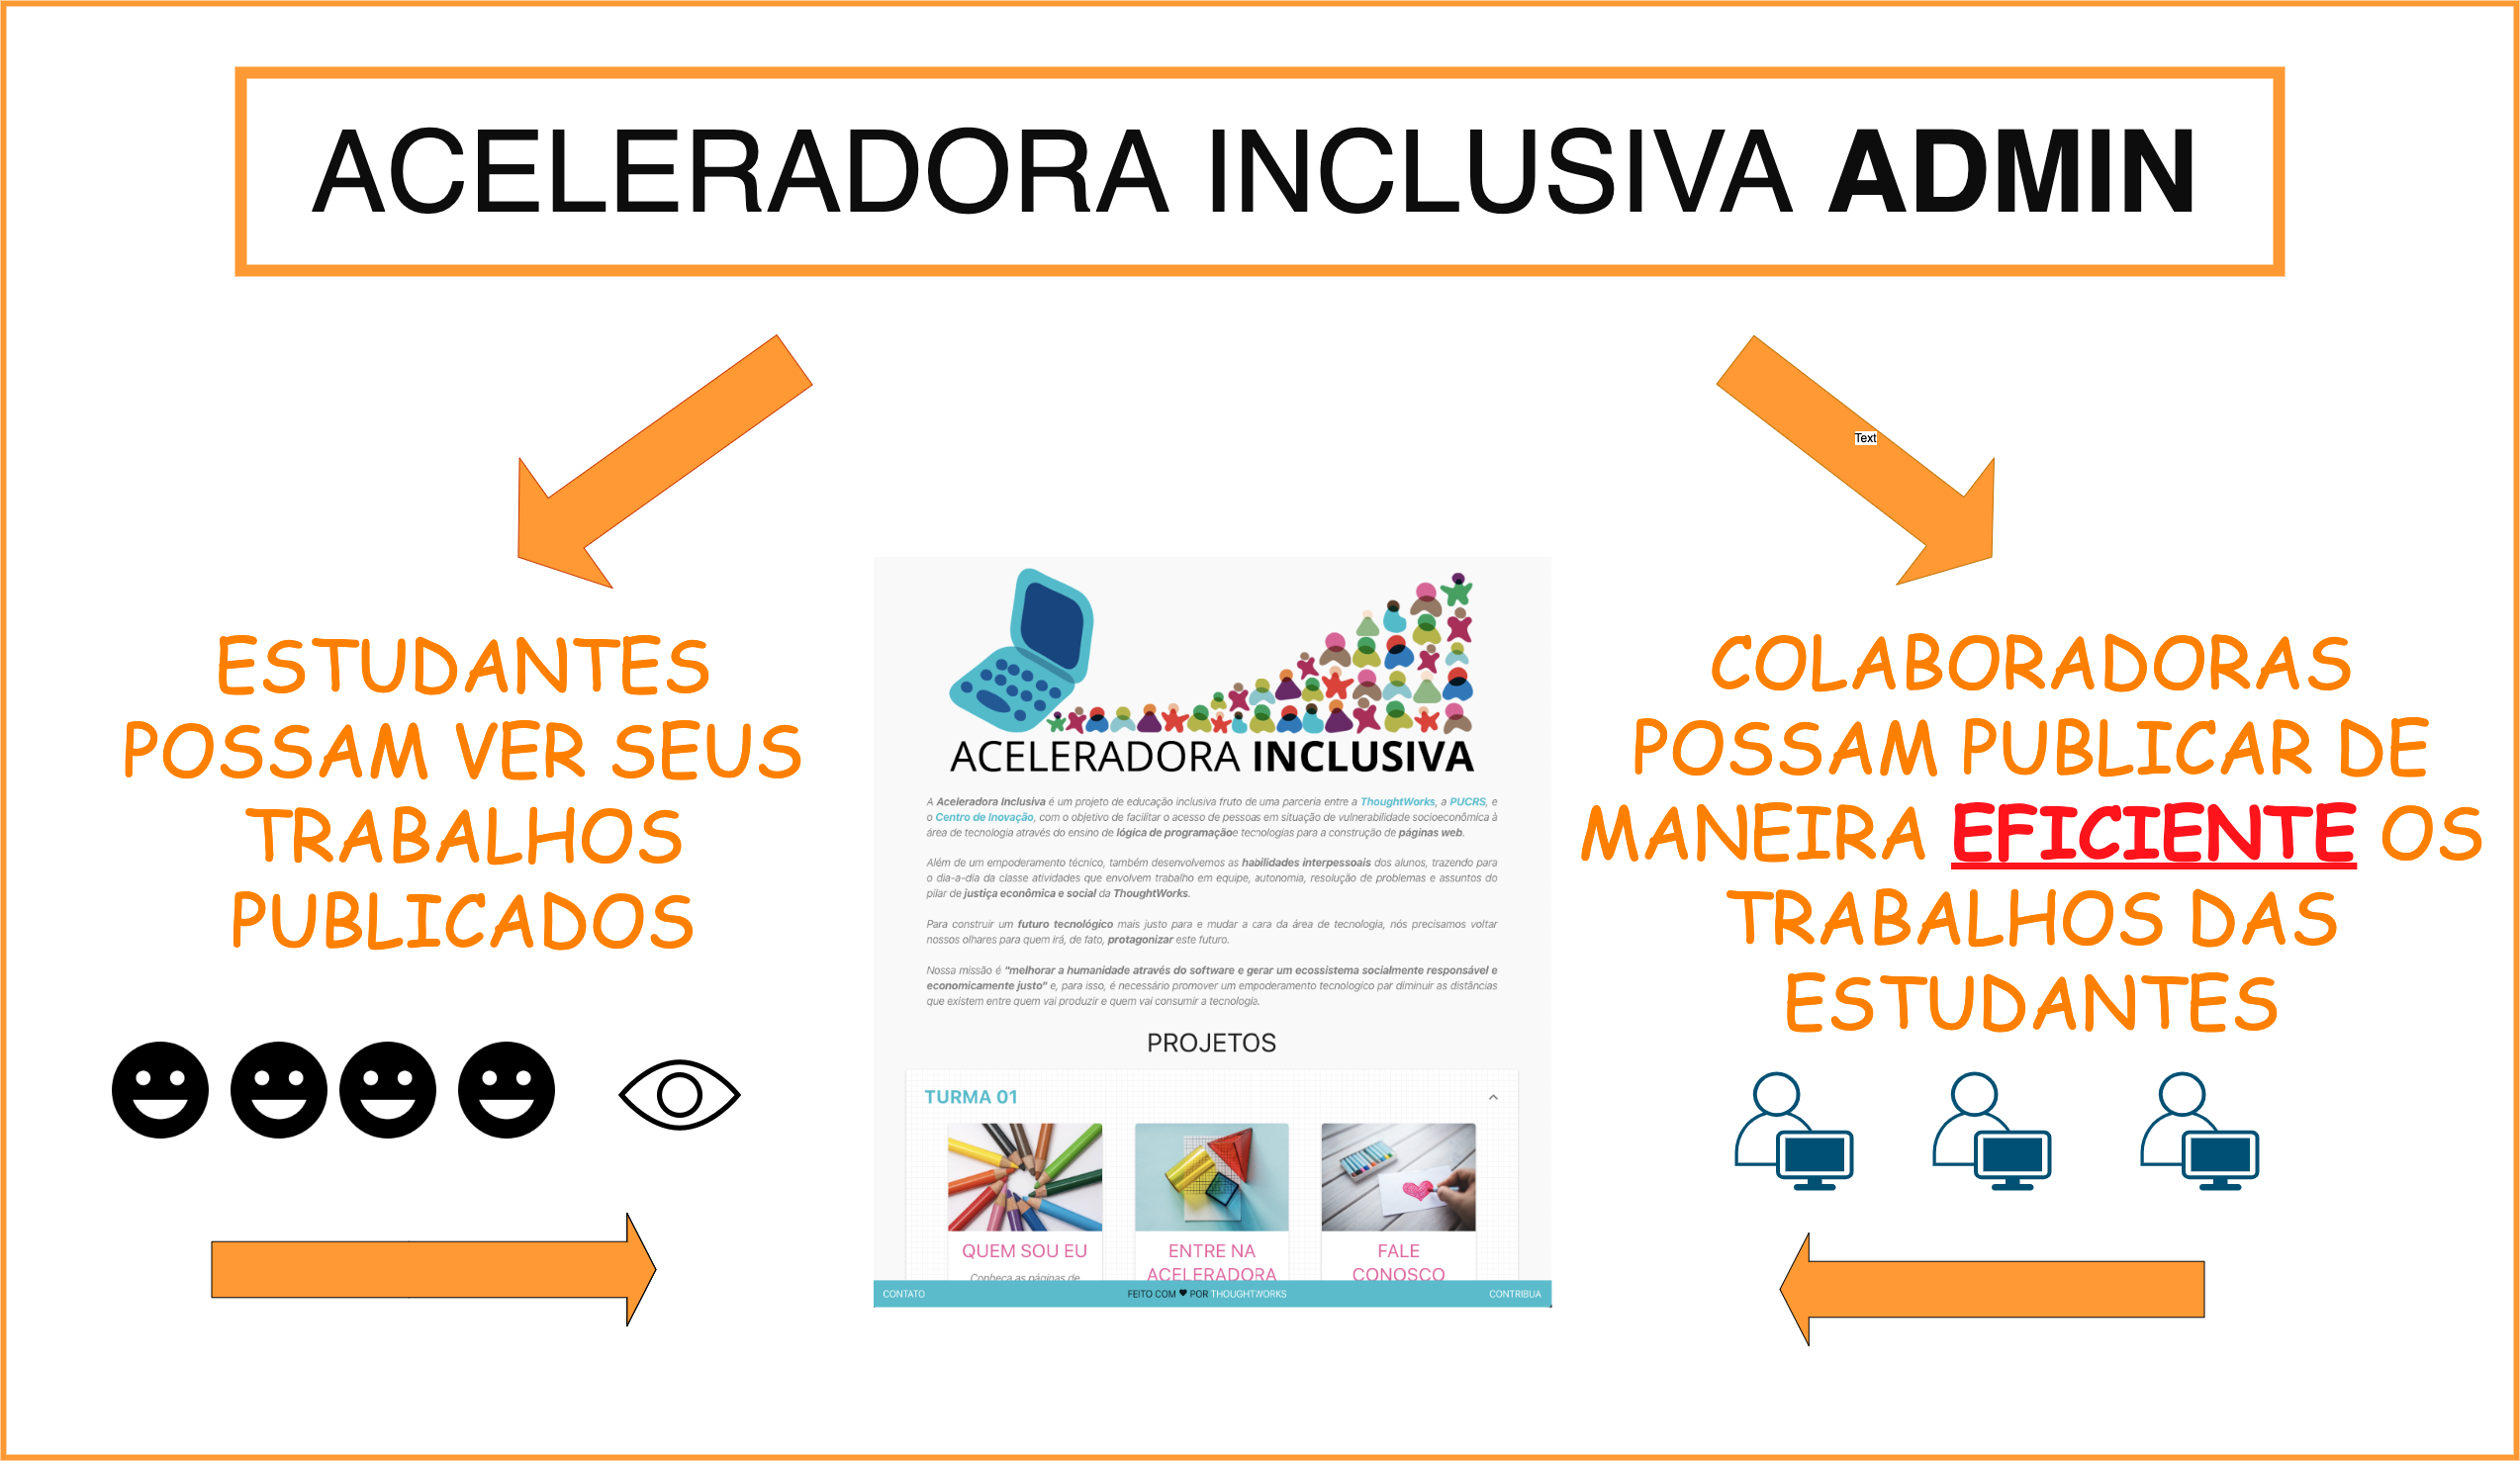 ACELERADORA INCLUSIVA ADMIN
Text
ESTUDANTES
POSSAM VER SEUS
TRABALHOS
PUBLICADOS
ACELERADORA INCLUSIVA
A Aceleradora Inclusiva é um projeto de educação inclusiva fruto de uma parceria entre a ThoughtWorks, a PUCRS, e
o Centro de Inovação, com o objetivo de facilitar o acesso de pessoas em situação de vulnerabilidade socioeconômica à
área de tecnologia através do ensino de lógica de programaçãoe tecnologias para a construção de páginas web.
Além de um empoderamento técnico, também desenvolvemos as habilidades interpessoais dos alunos, trazendo para
o dia-a-dia da classe atividades que envolvem trabalho em equipe, autonomia, resolução de problemas e assuntos do
pilar de justiça econômica e social da ThoughtWorks.
Para construir um futuro tecnológico mais justo para e mudar a cara da área de tecnologia, nós precisamos voltar
nossos olhares para quem irá, de fato, protagonizar este futuro.
Nossa missão é "melhorar a humanidade através do software e gerar um ecossistema socialmente responsável e
economicamente justo" e, para isso, é necessário promover um empoderamento tecnologico par diminuir as distâncias
que existem entre quem vai produzir e quem vai consumir a tecnologia.
PROJETOS
TURMA 01
QUEM SOU EU
Conheça as páginas de
ENTRE NA
ACELERADORA
FALE
CONOSCO
CONTATO
FEITO COM ♥ POR THOUGHTWORKS
CONTRIBUA
COLABORADORAS
POSSAM PUBLICAR DE
MANEIRA EFICIENTE OS
TRABALHOS DAS
ESTUDANTES